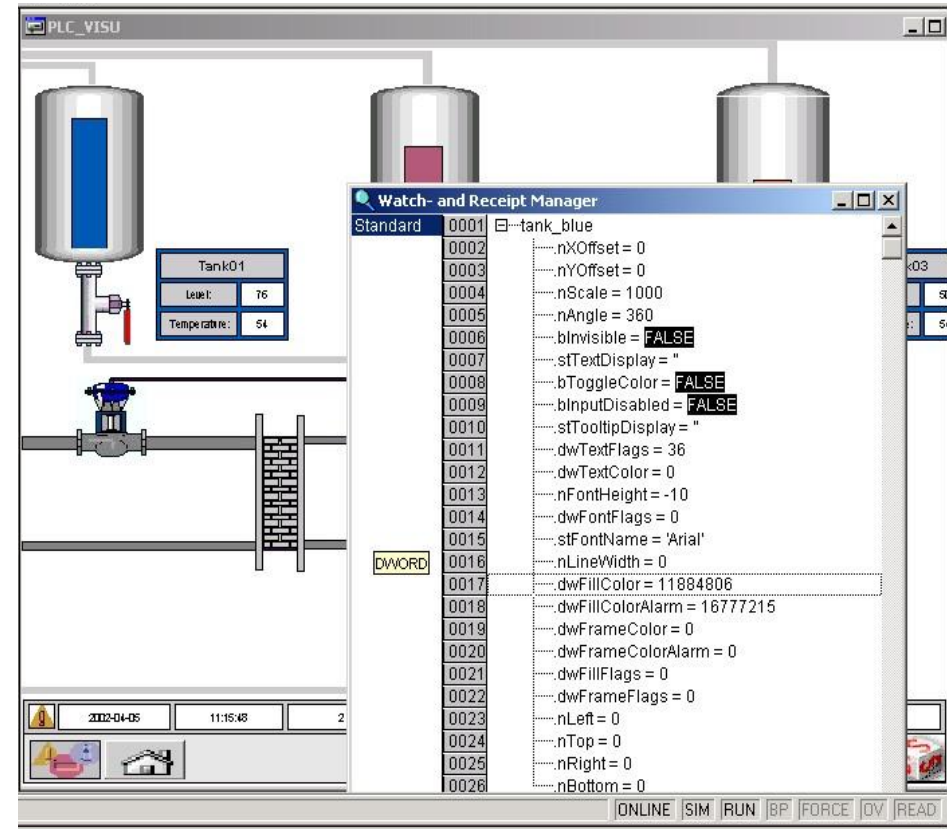 PLC_VISU
Watch- and Receipt Manager
Standard
0001 tank_blue
0002 .nXOffset = 0
0003 .nYOffset = 0
0004 .nScale = 1000
0005 .nAngle = 360
0006 .bInvisible = FALSE
0007 .stTextDisplay = "
0008 .bToggleColor = FALSE
0009 .bInputDisabled = FALSE
0010 .stTooltipDisplay = "
0011 .dwTextFlags = 36
0012 .dwTextColor = 0
0013 .nFontHeight = -10
0014 .dwFontFlags = 0
0015 .stFontName = 'Arial'
0016 .nLineWidth = 0
0017 .dwFillColor = 11884806
0018 .dwFillColorAlarm = 16777215
0019 .dwFrameColor = 0
0020 .dwFrameColorAlarm = 0
0021 .dwFillFlags = 0
0022 .dwFrameFlags = 0
0023 .nLeft = 0
0024 .nTop = 0
0025 .nRight = 0
0026 .nBottom = 0
DWORD
Tank01
Level: 76
Temperature: 54
k03
2002-04-05 11:15:48 2
ONLINE SIM RUN BP FORCE OV READ